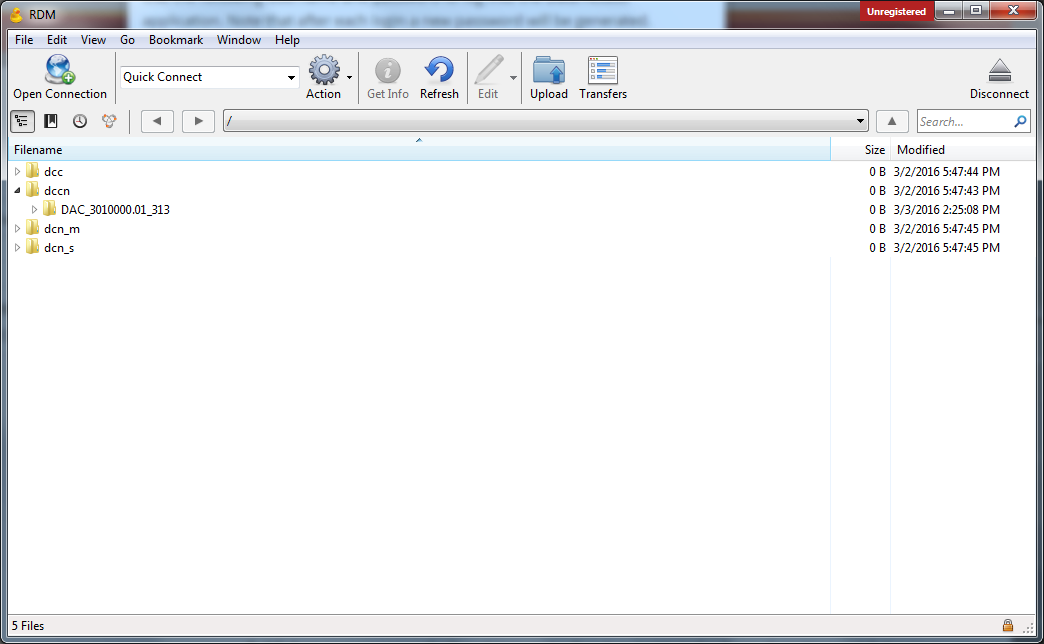 application. Note that after each login a new password will be generated.
RDM
Unregistered
File Edit View Go Bookmark Window Help
Open Connection Quick Connect Action Get Info Refresh Edit Upload Transfers Disconnect
/ Search...
Filename Size Modified
dcc 0 B 3/2/2016 5:47:44 PM
dccn 0 B 3/2/2016 5:47:43 PM
DAC_3010000.01_313 0 B 3/3/2016 2:25:08 PM
dcn_m 0 B 3/2/2016 5:47:45 PM
dcn_s 0 B 3/2/2016 5:47:45 PM
5 Files